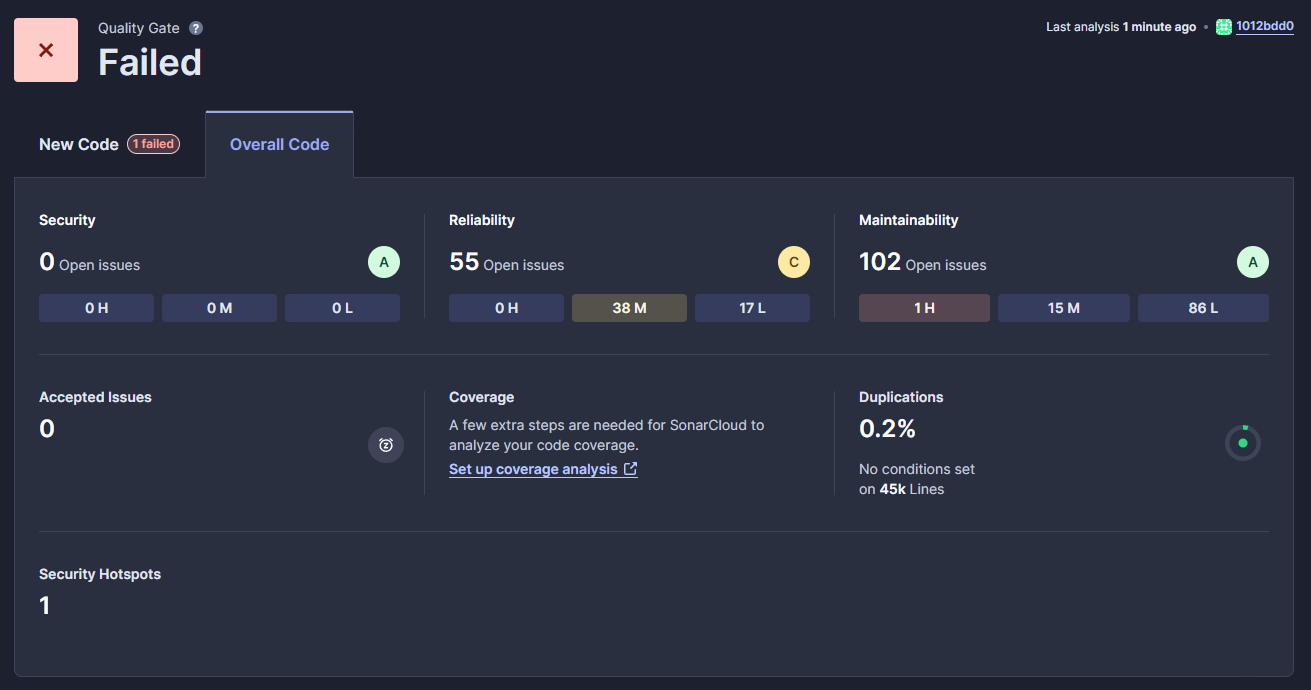 Quality Gate ?
Failed
Last analysis 1 minute ago • 1012bdd0
New Code 1 failed
Overall Code
Security
0 Open issues A
0 H 0 M 0 L
Reliability
55 Open issues C
0 H 38 M 17 L
Maintainability
102 Open issues A
1 H 15 M 86 L
Accepted Issues
0
Coverage
A few extra steps are needed for SonarCloud to
analyze your code coverage.
Set up coverage analysis
Duplications
0.2%
No conditions set
on 45k Lines
Security Hotspots
1